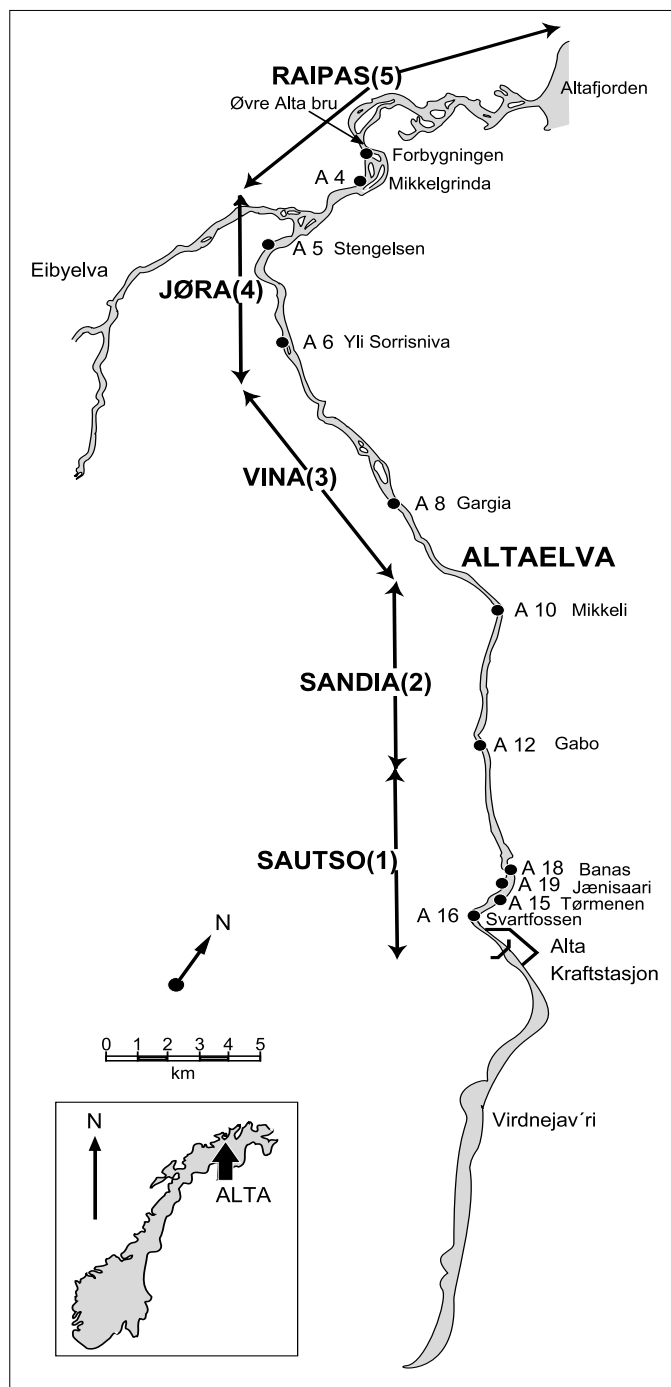 RAIPAS(5)
Altafjorden
Øvre Alta bru
Forbygningen
A 4
Mikkelgrinda
A 5 Stengelsen
Eibyelva
JØRA(4)
A 6 Yli Sorrisniva
VINA(3)
A 8 Gargia
ALTAELVA
A 10 Mikkeli
SANDIA(2)
A 12 Gabo
SAUTSO(1)
A 18 Banas
A 19 Jænisaari
A 15 Tørmenen
A 16 Svartfossen
N
Alta
Kraftstasjon
0 1 2 3 4 5
km
Virdnejav´ri
N
ALTA